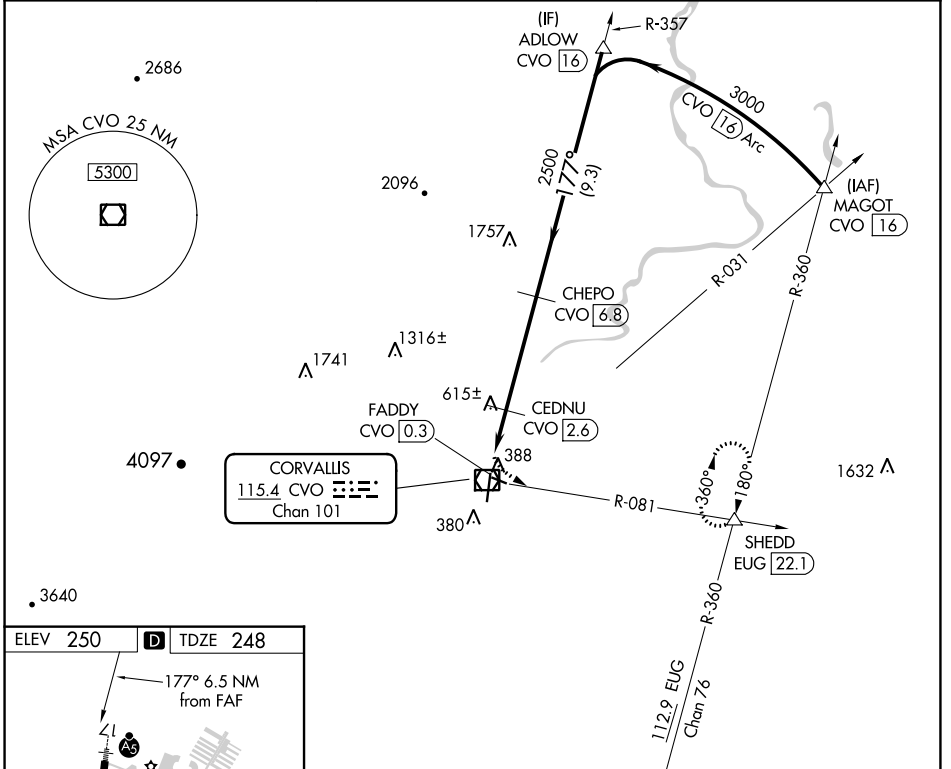 (IF)
ADLOW
CVO 16
R-357
2686
MSA CVO 25 NM
5300
3000
CVO 16 Arc
2500
177°
(9.3)
2096
(IAF)
MAGOT
CVO 16
1757
R-031
R-360
CHEPO
CVO 6.8
1316±
1741
615±
FADDY
CVO 0.3
CEDNU
CVO 2.6
388
4097
CORVALLIS
115.4 CVO
Chan 101
360°
180°
1632
R-081
380
SHEDD
EUG 22.1
3640
R-360
112.9 EUG
Chan 76
ELEV 250 D TDZE 248
177° 6.5 NM
from FAF
17
A5